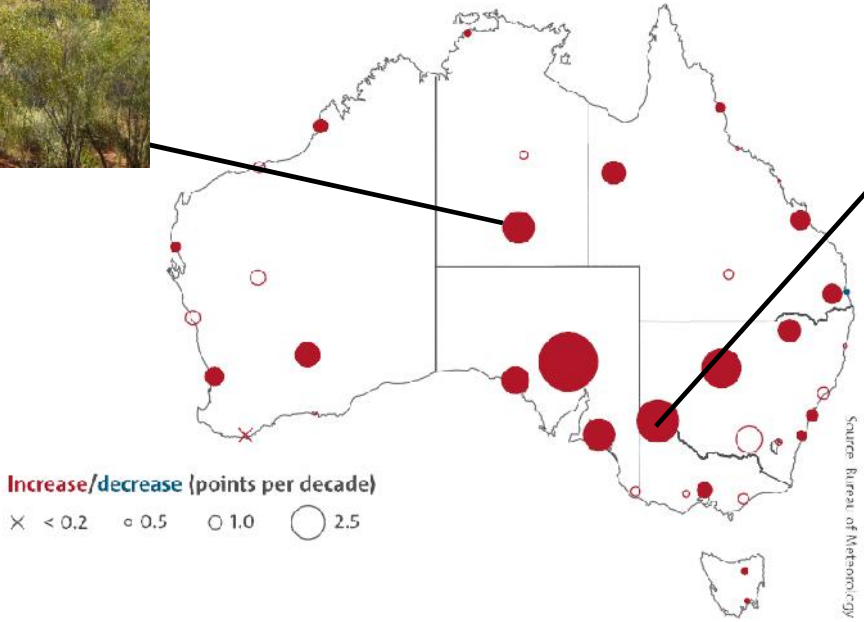 Increase/decrease (points per decade)
× < 0.2 0.5 1.0 2.5
Source Bureau of Meteorology